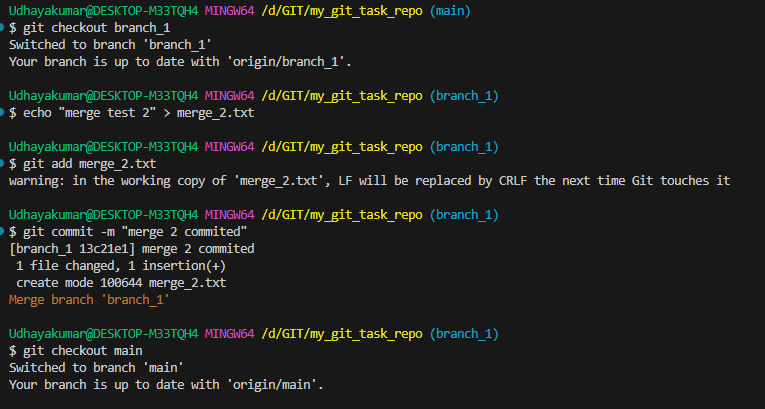 Udhayakumar@DESKTOP-M33TQH4 MINGW64 /d/GIT/my_git_task_repo (main)
$ git checkout branch_1
Switched to branch 'branch_1'
Your branch is up to date with 'origin/branch_1'.
Udhayakumar@DESKTOP-M33TQH4 MINGW64 /d/GIT/my_git_task_repo (branch_1)
$ echo "merge test 2" > merge_2.txt
Udhayakumar@DESKTOP-M33TQH4 MINGW64 /d/GIT/my_git_task_repo (branch_1)
$ git add merge_2.txt
warning: in the working copy of 'merge_2.txt', LF will be replaced by CRLF the next time Git touches it
Udhayakumar@DESKTOP-M33TQH4 MINGW64 /d/GIT/my_git_task_repo (branch_1)
$ git commit -m "merge 2 commited"
[branch_1 13c21e1] merge 2 commited
 1 file changed, 1 insertion(+)
 create mode 100644 merge_2.txt
Merge branch 'branch_1'
Udhayakumar@DESKTOP-M33TQH4 MINGW64 /d/GIT/my_git_task_repo (branch_1)
$ git checkout main
Switched to branch 'main'
Your branch is up to date with 'origin/main'.